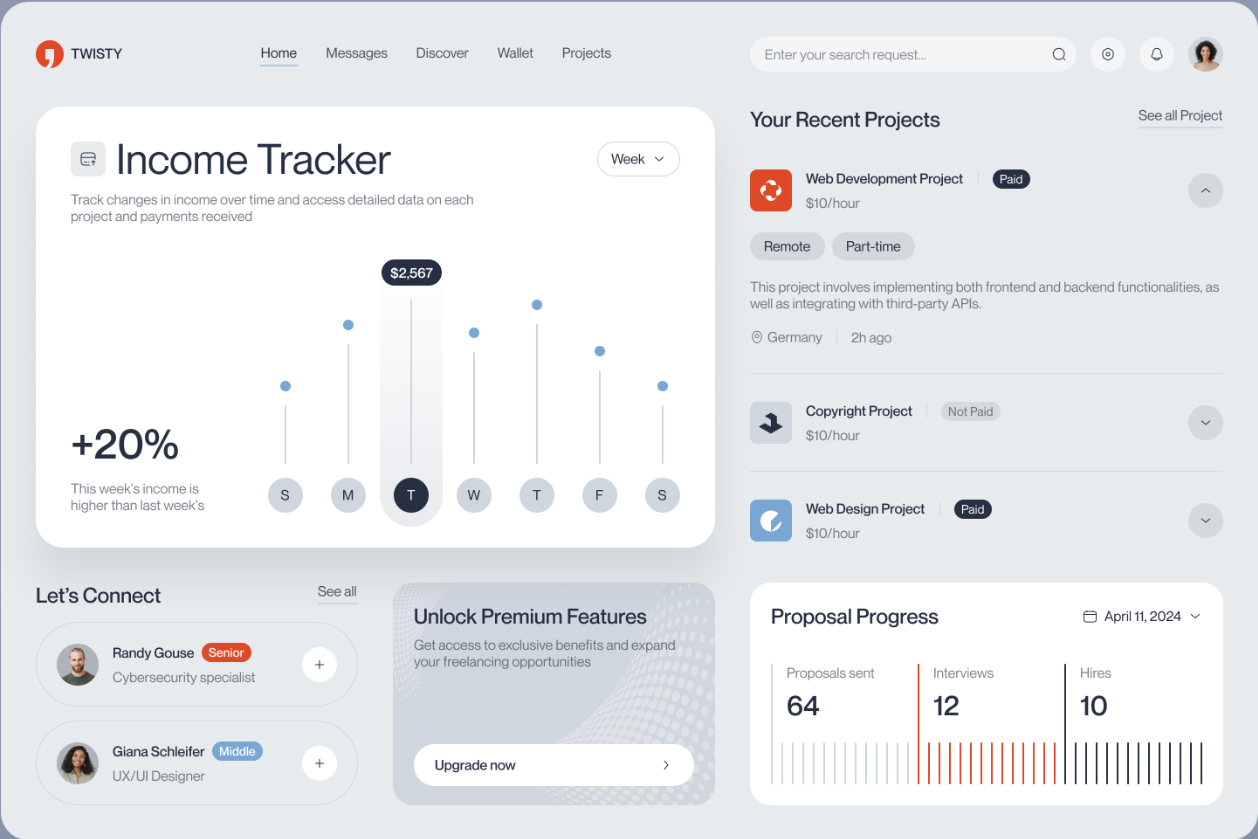 TWISTY
Home
Messages
Discover
Wallet
Projects
Enter your search request...
Income Tracker
Week
Track changes in income over time and access detailed data on each
project and payments received
$2,567
+20%
This week's income is
higher than last week's
S
M
T
W
T
F
S
Your Recent Projects
See all Project
Web Development Project
Paid
$10/hour
Remote
Part-time
This project involves implementing both frontend and backend functionalities, as
well as integrating with third-party APIs.
Germany
2h ago
Copyright Project
Not Paid
$10/hour
Web Design Project
Paid
$10/hour
Let's Connect
See all
Randy Gouse
Senior
Cybersecurity specialist
Giana Schleifer
Middle
UX/UI Designer
Unlock Premium Features
Get access to exclusive benefits and expand
your freelancing opportunities
Upgrade now
Proposal Progress
April 11, 2024
Proposals sent
64
Interviews
12
Hires
10